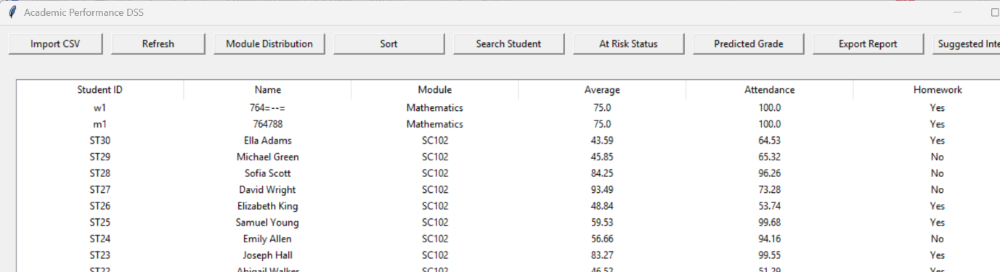 Academic Performance DSS
Import CSV Refresh Module Distribution Sort Search Student At Risk Status Predicted Grade Export Report Suggested Inte
Student ID Name Module Average Attendance Homework
w1 764=--= Mathematics 75.0 100.0 Yes
m1 764788 Mathematics 75.0 100.0 Yes
ST30 Ella Adams SC102 43.59 64.53 Yes
ST29 Michael Green SC102 45.85 65.32 No
ST28 Sofia Scott SC102 84.25 96.26 No
ST27 David Wright SC102 93.49 73.28 No
ST26 Elizabeth King SC102 48.84 53.74 Yes
ST25 Samuel Young SC102 59.53 99.68 Yes
ST24 Emily Allen SC102 56.66 94.16 No
ST23 Joseph Hall SC102 83.27 99.55 Yes
ST22 Abigail Walker SC102 46.52 51.29 Yes